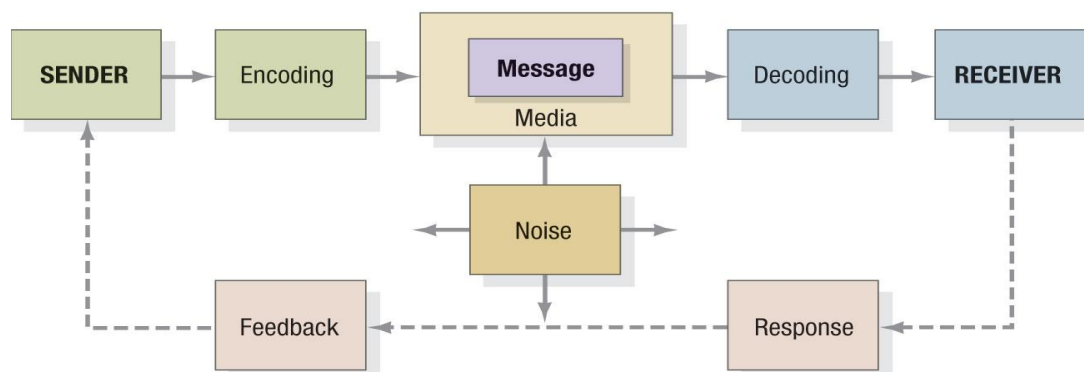 SENDER
Encoding
Message
Media
Decoding
RECEIVER
Noise
Feedback
Response